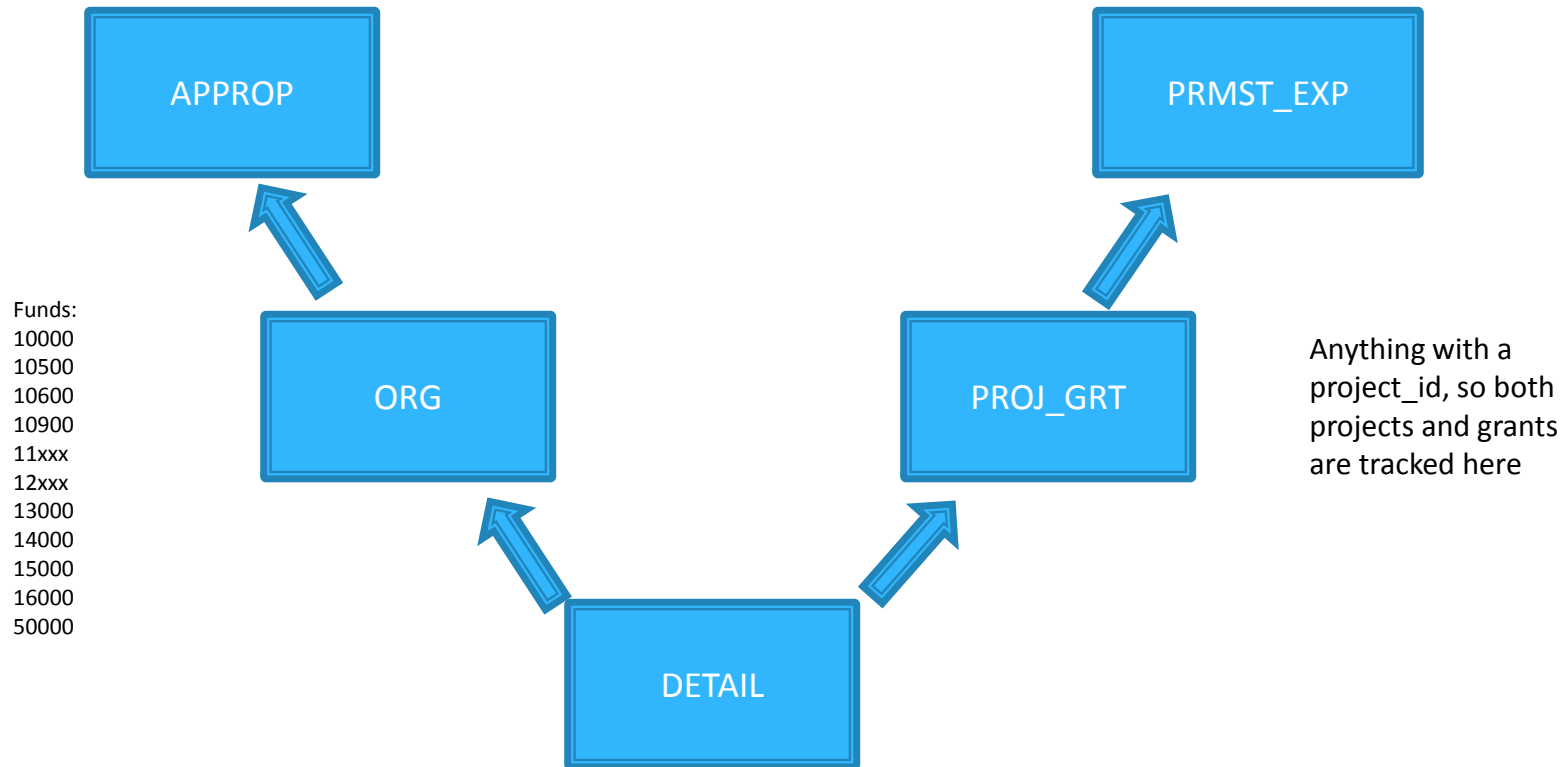 APPROP
PRMST_EXP
Funds:
10000
10500
10600
10900
11xxx
12xxx
13000
14000
15000
16000
50000
ORG
PROJ_GRT
Anything with a
project_id, so both
projects and grants
are tracked here
DETAIL